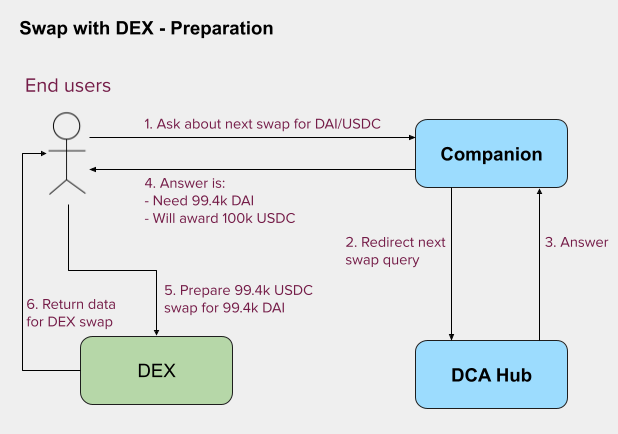 Swap with DEX - Preparation
End users
1. Ask about next swap for DAI/USDC
Companion
4. Answer is:
- Need 99.4k DAI
- Will award 100k USDC
2. Redirect next
swap query
3. Answer
5. Prepare 99.4k USDC
swap for 99.4k DAI
6. Return data
for DEX swap
DEX
DCA Hub